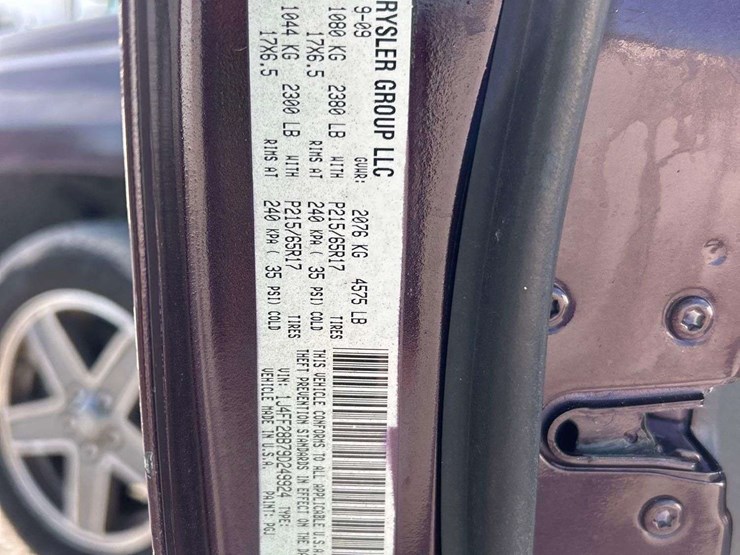 RYSLER GROUP LLC
9-09 GVWR: 2076 KG 4575 LB
1080 KG 2380 LB WITH P215/65R17 TIRES
17X6.5 RIMS AT 240 KPA ( 35 PSI) COLD
1044 KG 2300 LB WITH P215/65R17 TIRES
17X6.5 RIMS AT 240 KPA ( 35 PSI) COLD
THIS VEHICLE CONFORMS TO ALL APPLICABLE U.S.A.
THEFT PREVENTION STANDARDS IN EFFECT ON THE DA
VIN: 1J4FF28B79D249924 TYPE:
VEHICLE MADE IN U.S.A. PAINT: PGJ